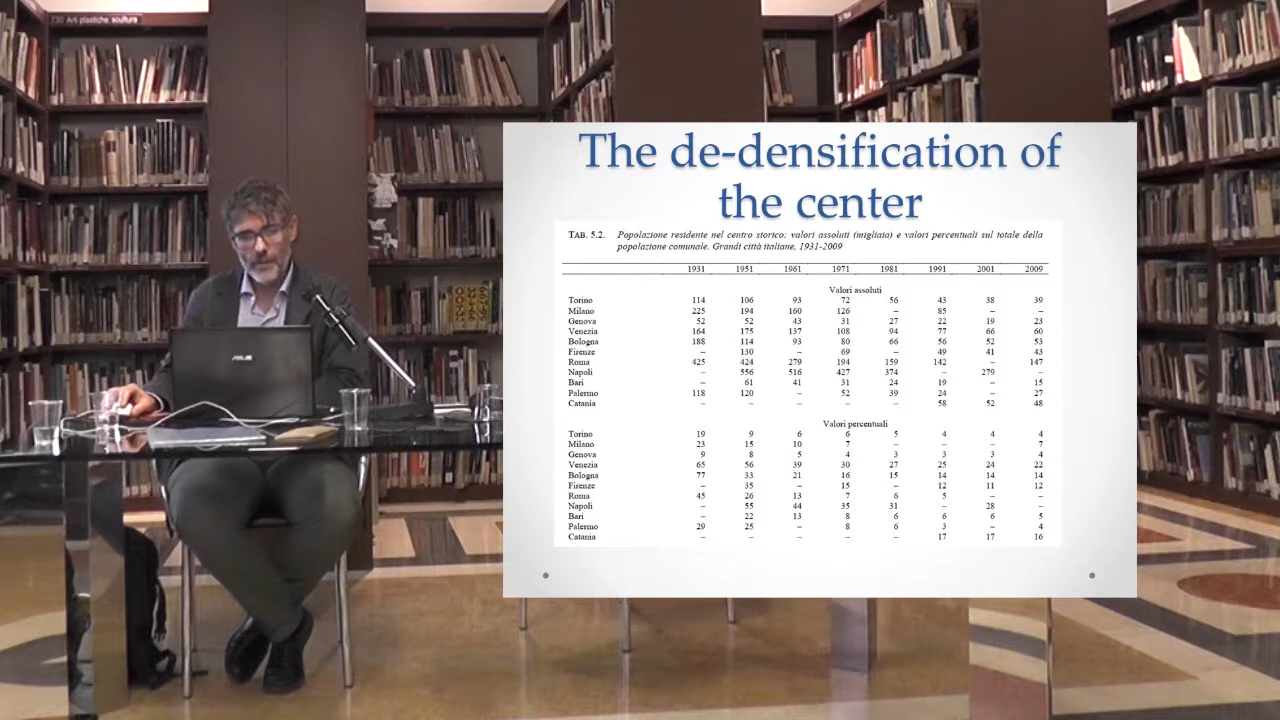 730 Arti plastiche scultura
The de-densification of
the center
TAB. 5.2. Popolazione residente nel centro storico: valori assoluti (migliaia) e valori percentuali sul totale della
popolazione comunale. Grandi città italiane, 1931-2009
1931 1951 1961 1971 1981 1991 2001 2009
Valori assoluti
Torino 114 106 93 72 56 43 38 39
Milano 225 194 160 126 – 85 – –
Genova 52 52 43 31 27 22 19 23
Venezia 164 175 137 108 94 77 66 60
Bologna 188 114 93 80 66 56 52 53
Firenze – 130 – 69 – 49 41 43
Roma 425 424 279 194 159 142 – 147
Napoli – 556 516 427 374 – 279 –
Bari – 61 41 31 24 19 – 15
Palermo 118 120 – 52 39 24 – 27
Catania – – – – – 58 52 48
Valori percentuali
Torino 19 9 6 6 5 4 4 4
Milano 23 15 10 7 – – – 7
Genova 9 8 5 4 3 3 3 4
Venezia 65 56 39 30 27 25 24 22
Bologna 77 33 21 16 15 14 14 14
Firenze – 35 – 15 – 12 11 12
Roma 45 26 13 7 6 5 – –
Napoli – 55 44 35 31 – 28 –
Bari – 22 13 8 6 6 6 5
Palermo 29 25 – 8 6 3 – 4
Catania – – – – – 17 17 16
ASUS